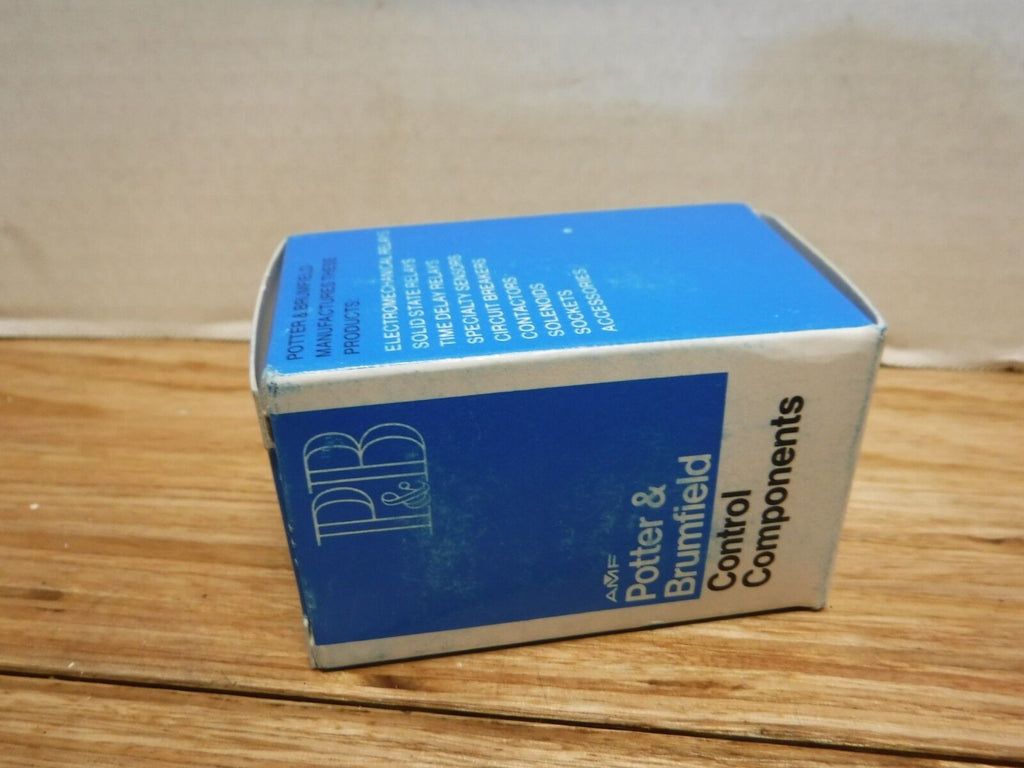 POTTER & BRUMFIELD
MANUFACTURES THESE
PRODUCTS:
ELECTROMECHANICAL RELAYS
SOLID STATE RELAYS
TIME DELAY RELAYS
SPECIALTY SENSORS
CIRCUIT BREAKERS
CONTACTORS
SOLENOIDS
SOCKETS
ACCESSORIES
P&B
AMF
Potter &
Brumfield
Control
Components